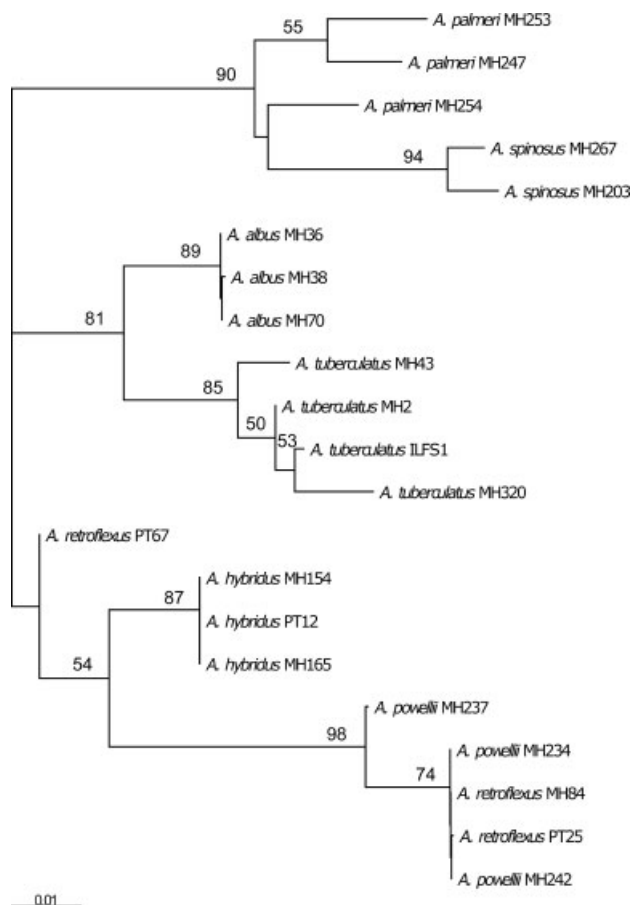 A. palmeri MH253
55
A. palmeri MH247
90
A. palmeri MH254
94
A. spinosus MH267
A. spinosus MH203
A. albus MH36
89
A. albus MH38
A. albus MH70
81
A. tuberculatus MH43
85
A. tuberculatus MH2
50
53
A. tuberculatus ILFS1
A. tuberculatus MH320
A. retroflexus PT67
A. hybridus MH154
87
A. hybridus PT12
A. hybridus MH165
54
A. powellii MH237
98
A. powellii MH234
74
A. retroflexus MH84
A. retroflexus PT25
A. powellii MH242
0.01